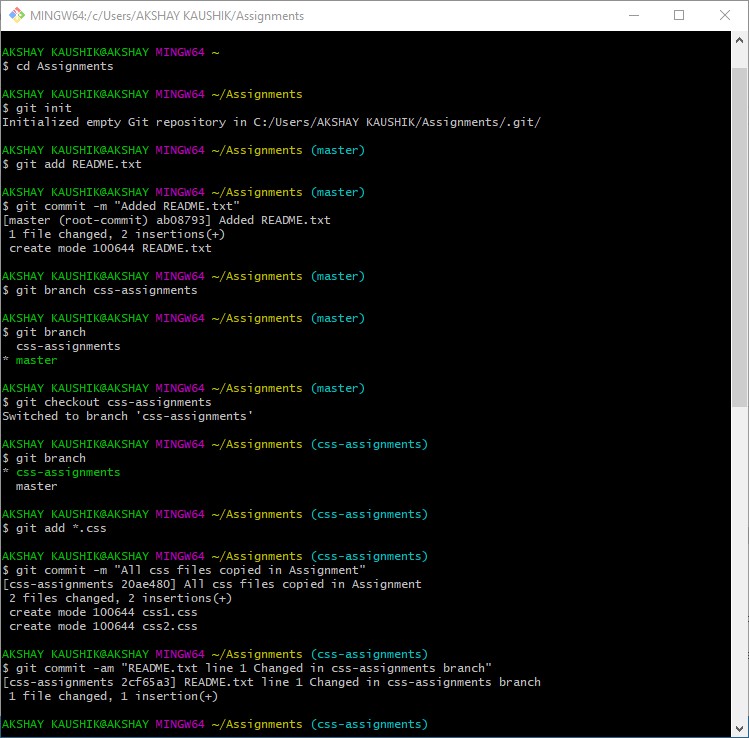 MINGW64:/c/Users/AKSHAY KAUSHIK/Assignments
AKSHAY KAUSHIK@AKSHAY MINGW64 ~
$ cd Assignments
AKSHAY KAUSHIK@AKSHAY MINGW64 ~/Assignments
$ git init
Initialized empty Git repository in C:/Users/AKSHAY KAUSHIK/Assignments/.git/
AKSHAY KAUSHIK@AKSHAY MINGW64 ~/Assignments (master)
$ git add README.txt
AKSHAY KAUSHIK@AKSHAY MINGW64 ~/Assignments (master)
$ git commit -m "Added README.txt"
[master (root-commit) ab08793] Added README.txt
 1 file changed, 2 insertions(+)
 create mode 100644 README.txt
AKSHAY KAUSHIK@AKSHAY MINGW64 ~/Assignments (master)
$ git branch css-assignments
AKSHAY KAUSHIK@AKSHAY MINGW64 ~/Assignments (master)
$ git branch
  css-assignments
* master
AKSHAY KAUSHIK@AKSHAY MINGW64 ~/Assignments (master)
$ git checkout css-assignments
Switched to branch 'css-assignments'
AKSHAY KAUSHIK@AKSHAY MINGW64 ~/Assignments (css-assignments)
$ git branch
* css-assignments
  master
AKSHAY KAUSHIK@AKSHAY MINGW64 ~/Assignments (css-assignments)
$ git add *.css
AKSHAY KAUSHIK@AKSHAY MINGW64 ~/Assignments (css-assignments)
$ git commit -m "All css files copied in Assignment"
[css-assignments 20ae480] All css files copied in Assignment
 2 files changed, 2 insertions(+)
 create mode 100644 css1.css
 create mode 100644 css2.css
AKSHAY KAUSHIK@AKSHAY MINGW64 ~/Assignments (css-assignments)
$ git commit -am "README.txt line 1 Changed in css-assignments branch"
[css-assignments 2cf65a3] README.txt line 1 Changed in css-assignments branch
 1 file changed, 1 insertion(+)
AKSHAY KAUSHIK@AKSHAY MINGW64 ~/Assignments (css-assignments)